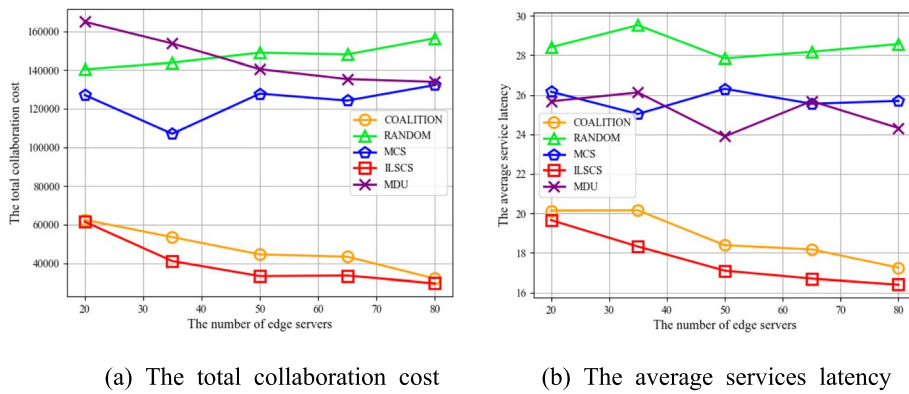 160000
140000
120000
100000
80000
60000
40000
The total collaboration cost
COALITION
RANDOM
MCS
ILSCS
MDU
20 30 40 50 60 70 80
The number of edge servers
(a) The total collaboration cost
30
28
26
24
22
20
18
16
The average service latency
COALITION
RANDOM
MCS
ILSCS
MDU
20 30 40 50 60 70 80
The number of edge servers
(b) The average services latency